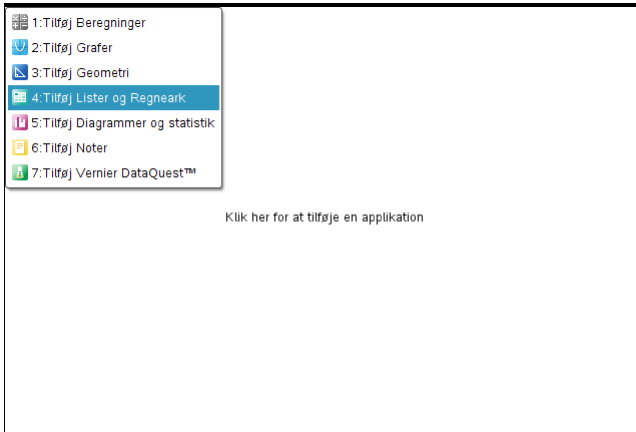 1:Tilføj Beregninger
2:Tilføj Grafer
3:Tilføj Geometri
4:Tilføj Lister og Regneark
5:Tilføj Diagrammer og statistik
6:Tilføj Noter
7:Tilføj Vernier DataQuest™
Klik her for at tilføje en applikation